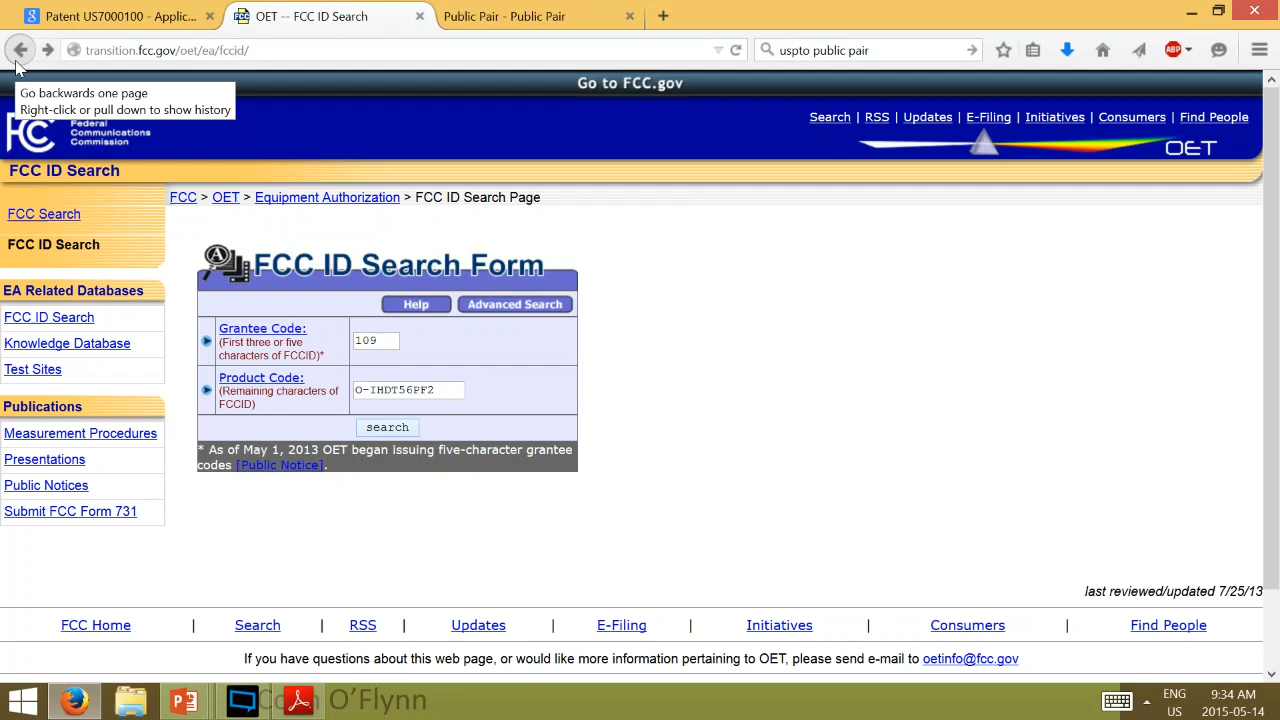 Patent US7000100 - Applic...
OET -- FCC ID Search
Public Pair - Public Pair
transition.fcc.gov/oet/ea/fccid/
uspto public pair
ABP
Go backwards one page
Right-click or pull down to show history
Go to FCC.gov
FCC
Federal
Communications
Commission
Search | RSS | Updates | E-Filing | Initiatives | Consumers | Find People
OET
FCC ID Search
FCC > OET > Equipment Authorization > FCC ID Search Page
FCC Search
FCC ID Search
EA Related Databases
FCC ID Search
Knowledge Database
Test Sites
Publications
Measurement Procedures
Presentations
Public Notices
Submit FCC Form 731
FCC ID Search Form
Help
Advanced Search
Grantee Code:
(First three or five
characters of FCCID)*
109
Product Code:
(Remaining characters of
FCCID)
O-IHDT56PF2
search
* As of May 1, 2013 OET began issuing five-character grantee
codes [Public Notice].
last reviewed/updated 7/25/13
FCC Home | Search | RSS | Updates | E-Filing | Initiatives | Consumers | Find People
If you have questions about this web page, or would like more information pertaining to OET, please send e-mail to oetinfo@fcc.gov
Colin O'Flynn
ENG
US
9:34 AM
2015-05-14